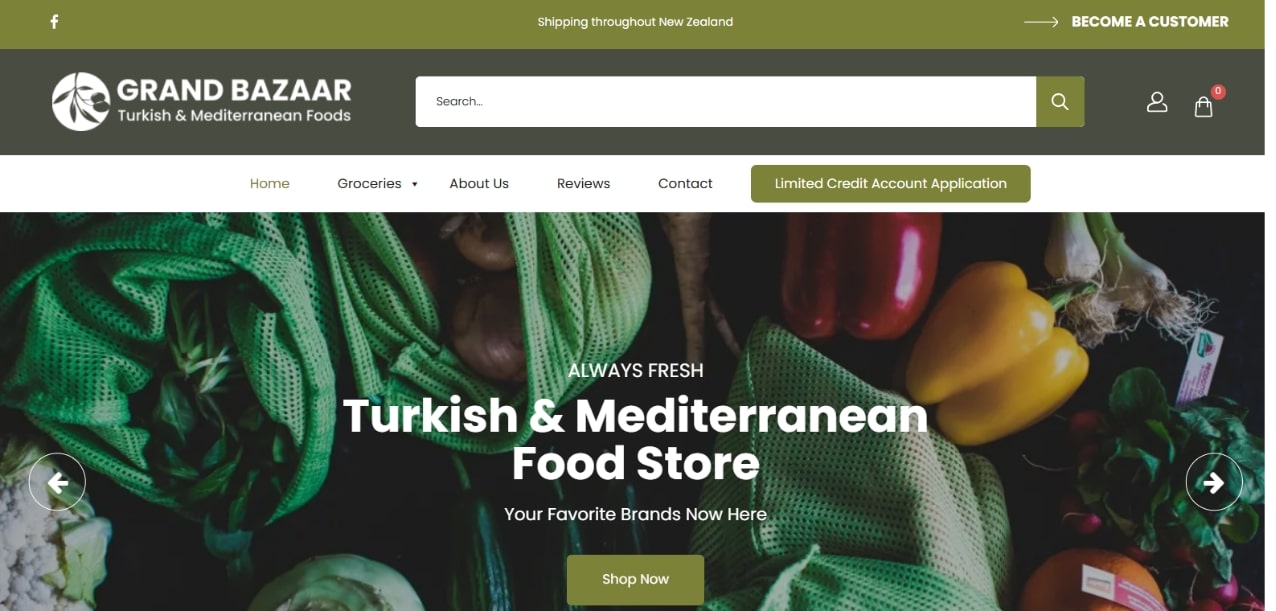 Shipping throughout New Zealand
BECOME A CUSTOMER
GRAND BAZAAR
Turkish & Mediterranean Foods
Search...
0
Home
Groceries
About Us
Reviews
Contact
Limited Credit Account Application
ALWAYS FRESH
Turkish & Mediterranean
Food Store
Your Favorite Brands Now Here
Shop Now